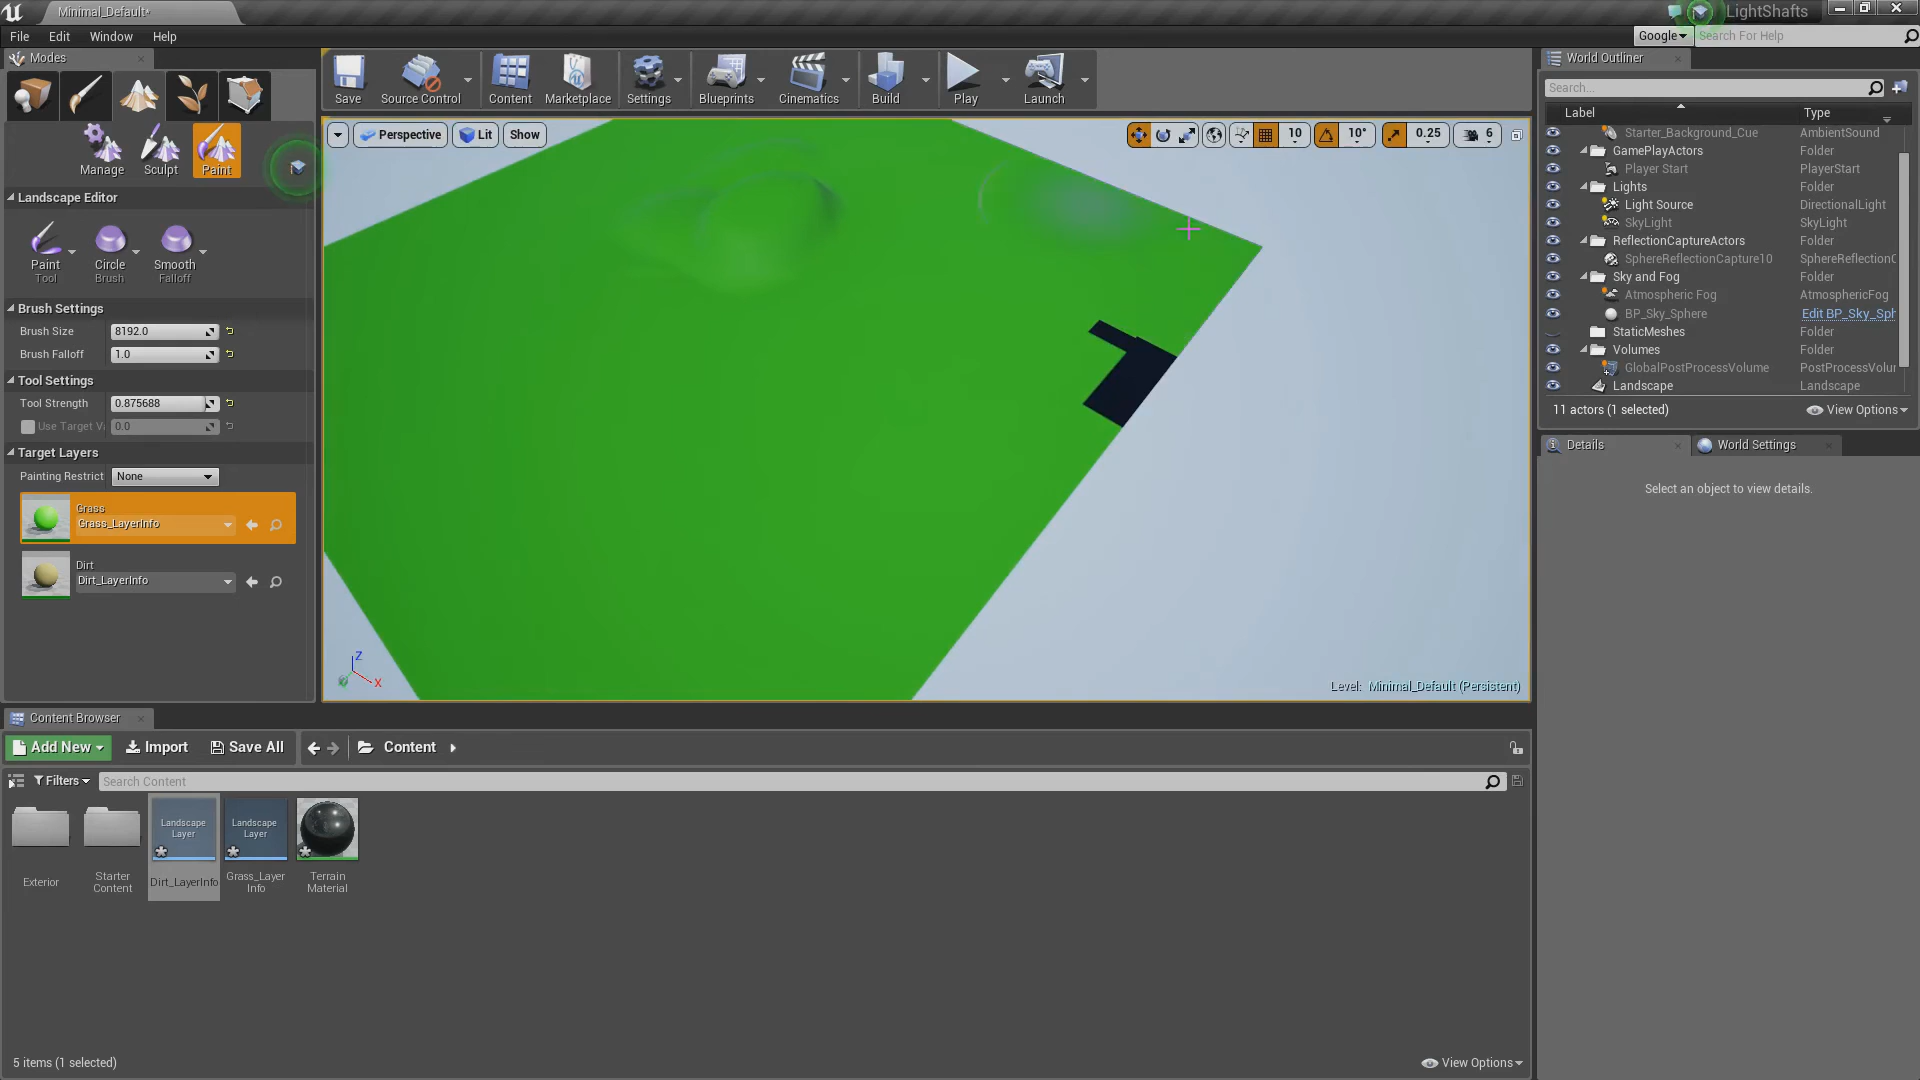 Minimal_Default*
LightShafts
File Edit Window Help
Google
Search For Help
Modes
Manage
Sculpt
Paint
Landscape Editor
Paint
Tool
Circle
Brush
Smooth
Falloff
Brush Settings
Brush Size 8192.0
Brush Falloff 1.0
Tool Settings
Tool Strength 0.875688
Use Target V 0.0
Target Layers
Painting Restrict None
Grass
Grass_LayerInfo
Dirt
Dirt_LayerInfo
Save
Source Control
Content
Marketplace
Settings
Blueprints
Cinematics
Build
Play
Launch
Perspective
Lit
Show
10
10°
0.25
6
Z
X
Level: Minimal_Default (Persistent)
World Outliner
Search...
Label Type
Starter_Background_Cue AmbientSound
GamePlayActors Folder
Player Start PlayerStart
Lights Folder
Light Source DirectionalLight
SkyLight SkyLight
ReflectionCaptureActors Folder
SphereReflectionCapture10 SphereReflectionC
Sky and Fog Folder
Atmospheric Fog AtmosphericFog
BP_Sky_Sphere Edit BP_Sky_Sph
StaticMeshes Folder
Volumes Folder
GlobalPostProcessVolume PostProcessVolur
Landscape Landscape
11 actors (1 selected)
View Options
Details
World Settings
Select an object to view details.
Content Browser
Add New
Import
Save All
Content
Filters
Search Content
Exterior
Starter
Content
Landscape
Layer
Dirt_LayerInfo
Landscape
Layer
Grass_Layer
Info
Terrain
Material
5 items (1 selected)
View Options